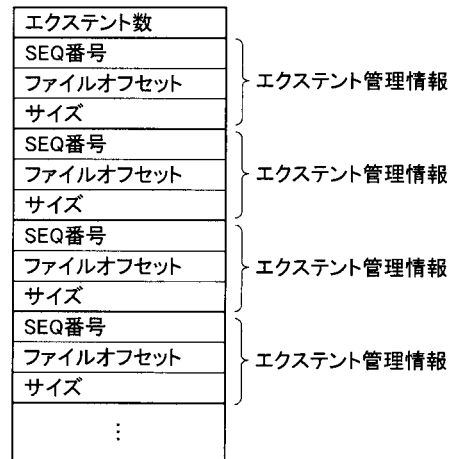 エクステント数
SEQ番号
ファイルオフセット
サイズ
エクステント管理情報
SEQ番号
ファイルオフセット
サイズ
エクステント管理情報
SEQ番号
ファイルオフセット
サイズ
エクステント管理情報
SEQ番号
ファイルオフセット
サイズ
エクステント管理情報
⋮